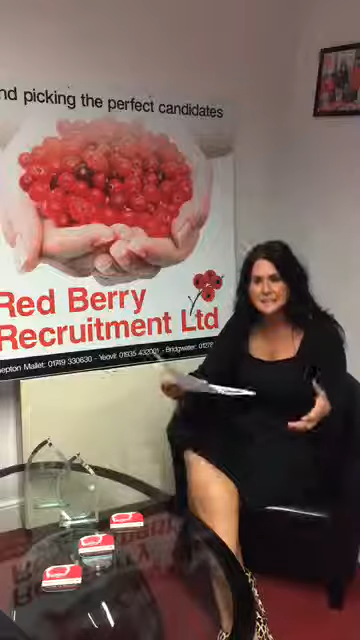 nd picking the perfect candidates
Red Berry
Recruitment Ltd
epton Mallet: 01749 330630 - Yeovil 01935 432001 - Bridgwater: 0127